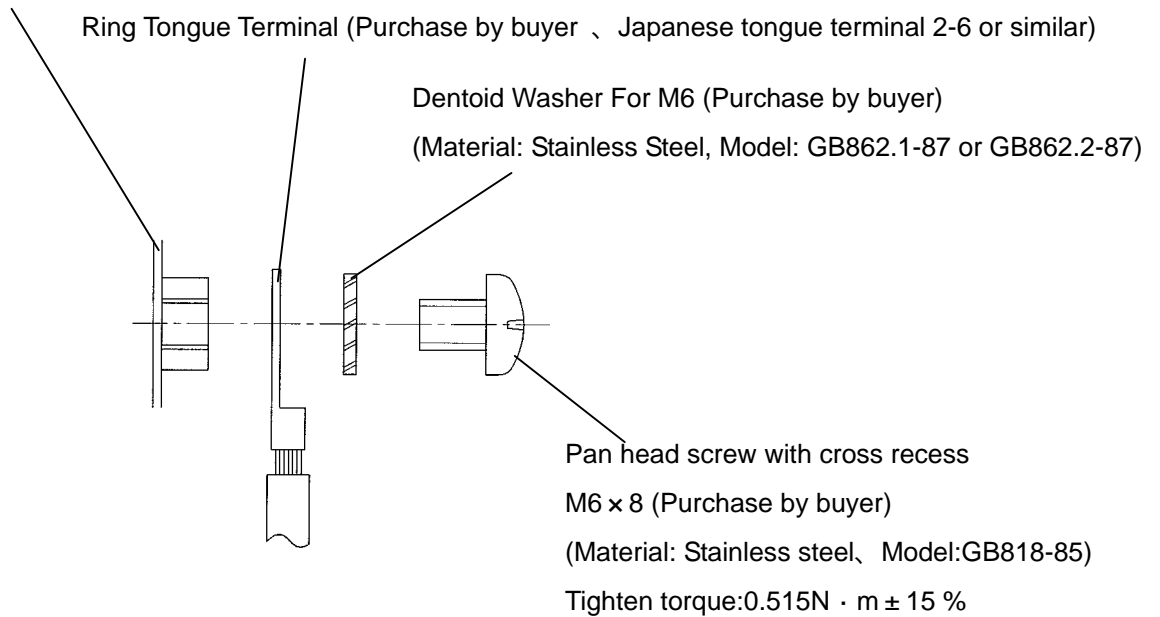 Ring Tongue Terminal (Purchase by buyer 、Japanese tongue terminal 2-6 or similar)
Dentoid Washer For M6 (Purchase by buyer)
(Material: Stainless Steel, Model: GB862.1-87 or GB862.2-87)
Pan head screw with cross recess
M6×8 (Purchase by buyer)
(Material: Stainless steel、Model:GB818-85)
Tighten torque:0.515N · m ± 15 %